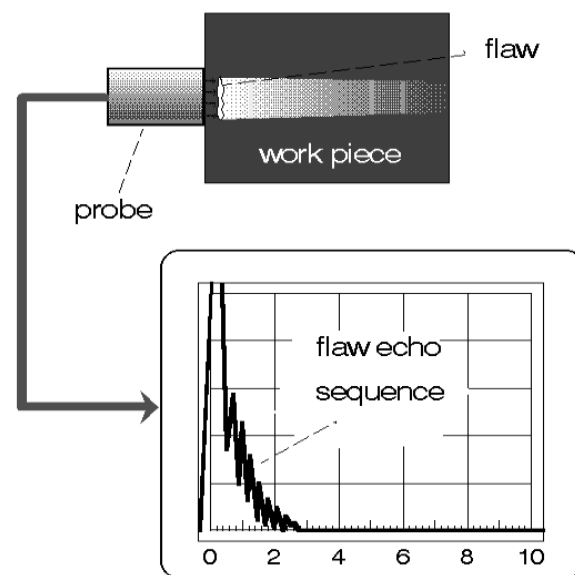 flaw
work piece
probe
flaw echo
sequence
0 2 4 6 8 10